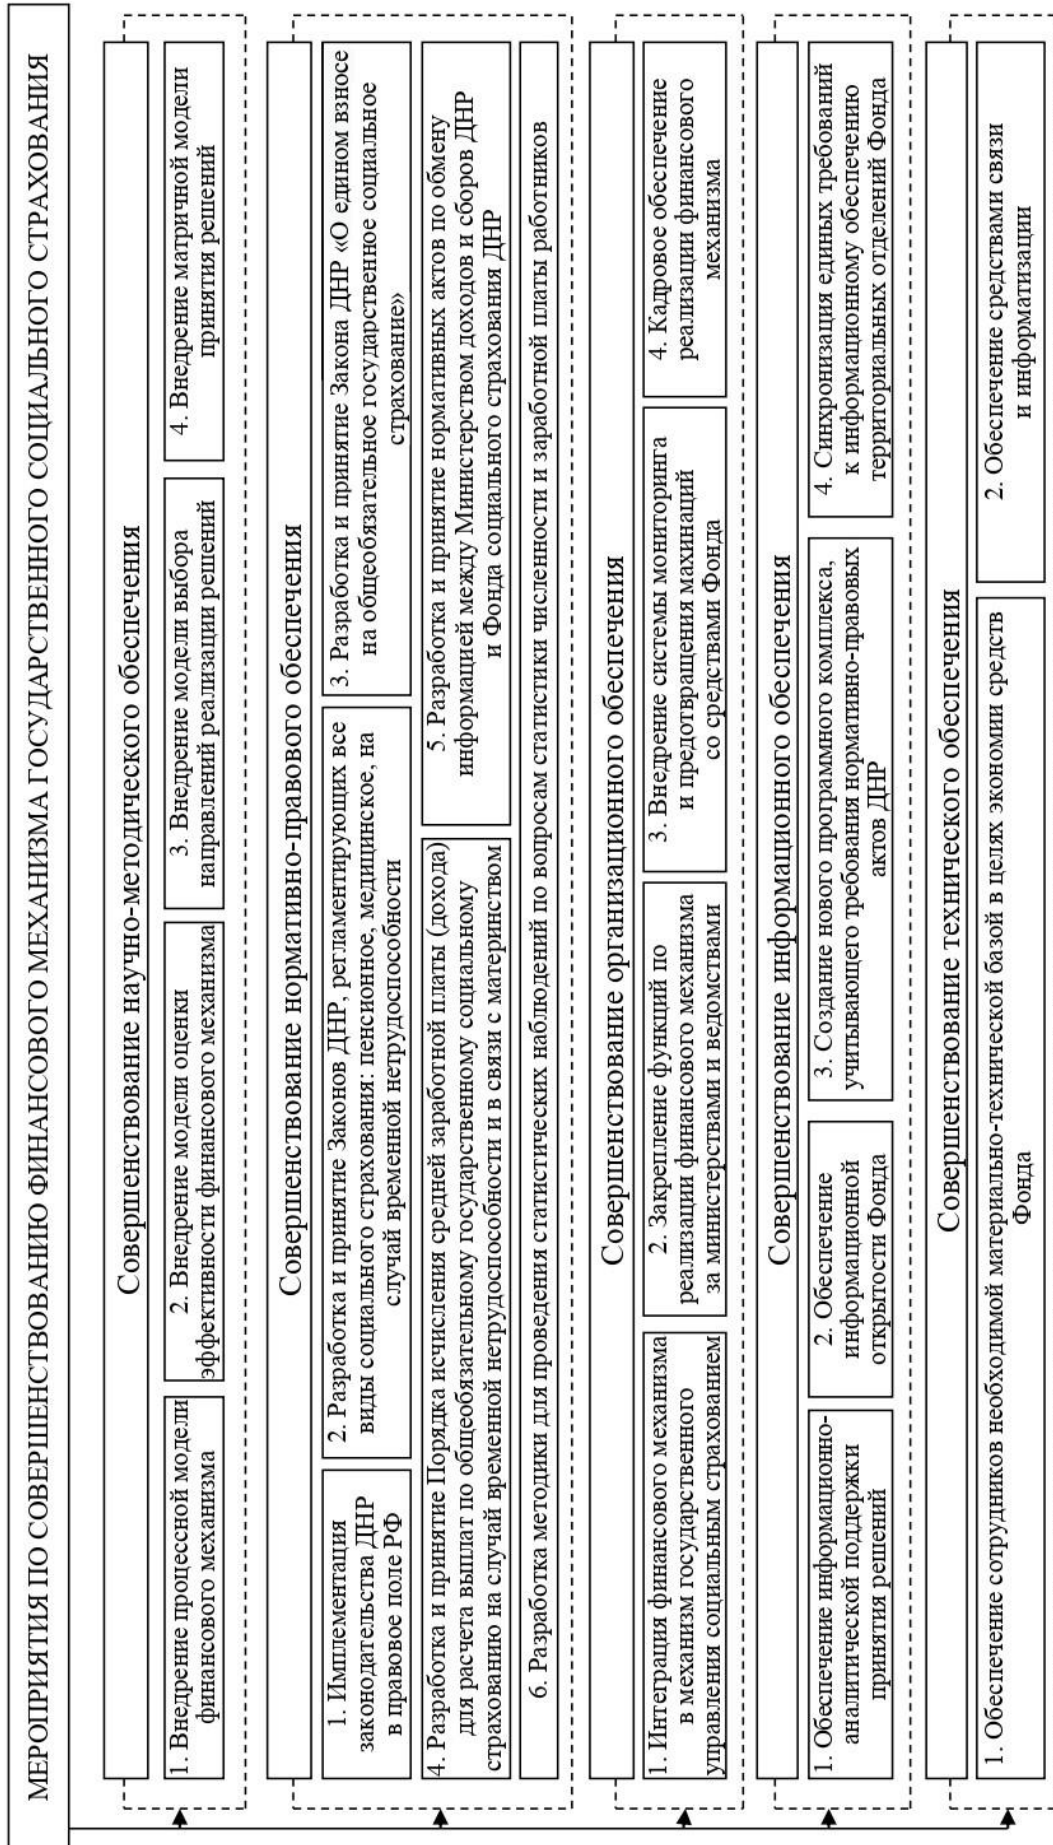 МЕРОПРИЯТИЯ ПО СОВЕРШЕНСТВОВАНИЮ ФИНАНСОВОГО МЕХАНИЗМА ГОСУДАРСТВЕННОГО СОЦИАЛЬНОГО СТРАХОВАНИЯ
Совершенствование научно-методического обеспечения
1. Внедрение процессной модели
финансового механизма
2. Внедрение модели оценки
эффективности финансового механизма
3. Внедрение модели выбора
направлений реализации решений
4. Внедрение матричной модели
принятия решений
Совершенствование нормативно-правового обеспечения
1. Имплементация
законодательства ДНР
в правовое поле РФ
2. Разработка и принятие Законов ДНР, регламентирующих все
виды социального страхования: пенсионное, медицинское, на
случай временной нетрудоспособности
3. Разработка и принятие Закона ДНР «О едином взносе
на общеобязательное государственное социальное
страхование»
4. Разработка и принятие Порядка исчисления средней заработной платы (дохода)
для расчета выплат по общеобязательному государственному социальному
страхованию на случай временной нетрудоспособности и в связи с материнством
5. Разработка и принятие нормативных актов по обмену
информацией между Министерством доходов и сборов ДНР
и Фонда социального страхования ДНР
6. Разработка методики для проведения статистических наблюдений по вопросам статистики численности и заработной платы работников
Совершенствование организационного обеспечения
1. Интеграция финансового механизма
в механизм государственного
управления социальным страхованием
2. Закрепление функций по
реализации финансового механизма
за министерствами и ведомствами
3. Внедрение системы мониторинга
и предотвращения махинаций
со средствами Фонда
4. Кадровое обеспечение
реализации финансового
механизма
Совершенствование информационного обеспечения
1. Обеспечение информационно-
аналитической поддержки
принятия решений
2. Обеспечение
информационной
открытости Фонда
3. Создание нового программного комплекса,
учитывающего требования нормативно-правовых
актов ДНР
4. Синхронизация единых требований
к информационному обеспечению
территориальных отделений Фонда
Совершенствование технического обеспечения
1. Обеспечение сотрудников необходимой материально-технической базой в целях экономии средств
Фонда
2. Обеспечение средствами связи
и информатизации